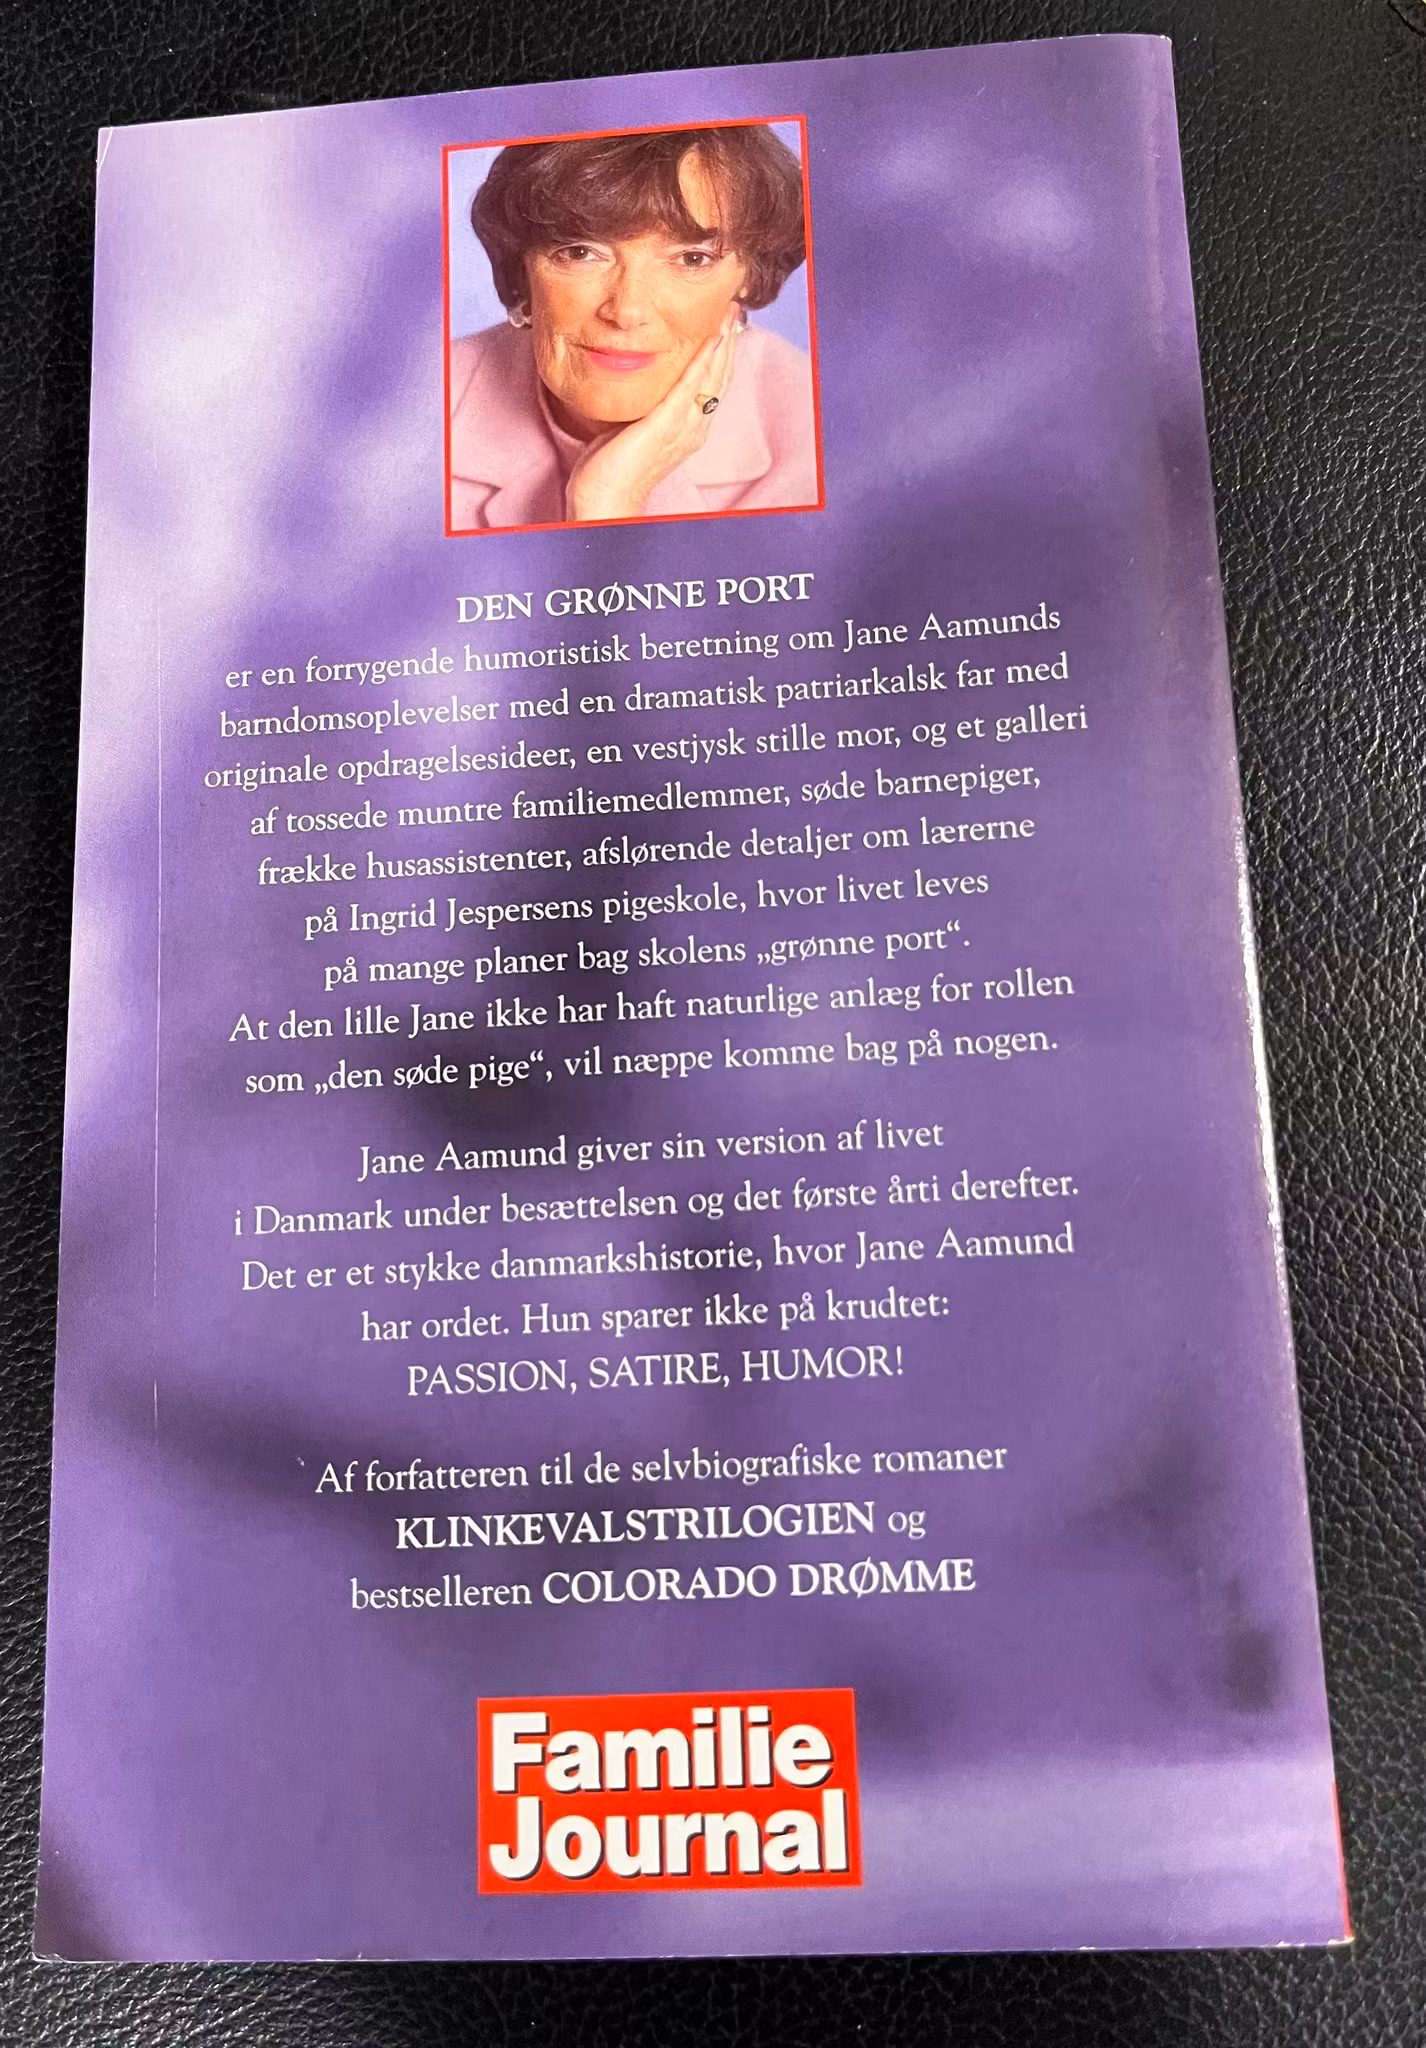 DEN GRØNNE PORT
er en forrygende humoristisk beretning om Jane Aamunds
barndomsoplevelser med en dramatisk patriarkalsk far med
originale opdragelsesideer, en vestjysk stille mor, og et galleri
af tossede muntre familiemedlemmer, søde barnepiger,
frække husassistenter, afslørende detaljer om lærerne
på Ingrid Jespersens pigeskole, hvor livet leves
på mange planer bag skolens „grønne port“.
At den lille Jane ikke har haft naturlige anlæg for rollen
som „den søde pige“, vil næppe komme bag på nogen.
Jane Aamund giver sin version af livet
i Danmark under besættelsen og det første årti derefter.
Det er et stykke danmarkshistorie, hvor Jane Aamund
har ordet. Hun sparer ikke på krudtet:
PASSION, SATIRE, HUMOR!
Af forfatteren til de selvbiografiske romaner
KLINKEVALSTRILOGIEN og
bestselleren COLORADO DRØMME
Familie
Journal